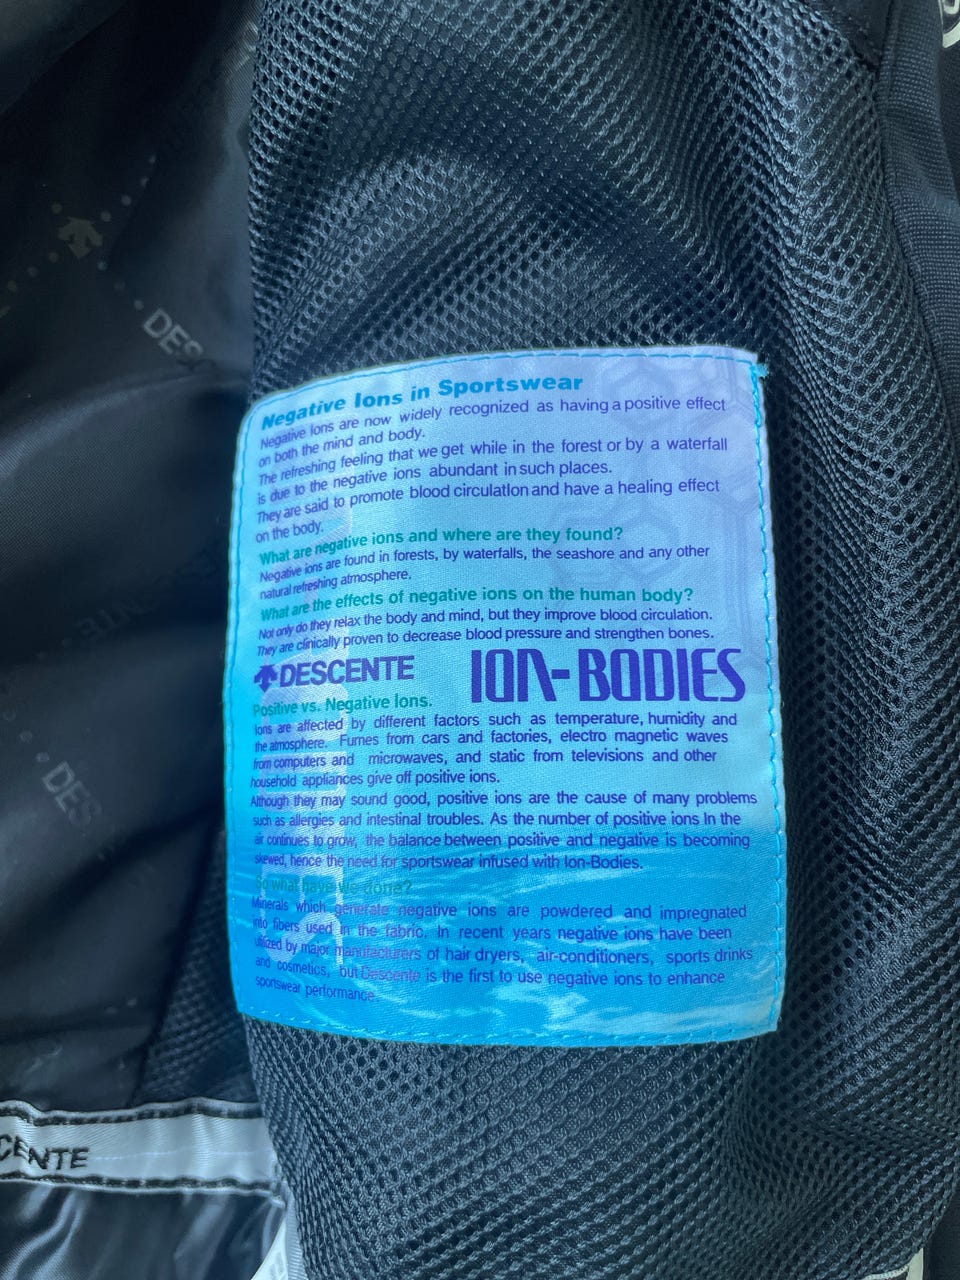 DES
DES
CENTE
Negative Ions in Sportswear
Negative Ions are now widely recognized as having a positive effect
on both the mind and body.
The refreshing feeling that we get while in the forest or by a waterfall
is due to the negative ions abundant in such places.
They are said to promote blood circulation and have a healing effect
on the body.
What are negative ions and where are they found?
Negative ions are found in forests, by waterfalls, the seashore and any other
natural refreshing atmosphere.
What are the effects of negative ions on the human body?
Not only do they relax the body and mind, but they improve blood circulation.
They are clinically proven to decrease blood pressure and strengthen bones.
DESCENTE ION-BODIES
Positive vs. Negative Ions.
Ions are affected by different factors such as temperature, humidity and
the atmosphere. Fumes from cars and factories, electro magnetic waves
from computers and microwaves, and static from televisions and other
household appliances give off positive ions.
Although they may sound good, positive ions are the cause of many problems
such as allergies and intestinal troubles. As the number of positive ions In the
air continues to grow, the balance between positive and negative is becoming
skewed, hence the need for sportswear infused with Ion-Bodies.
So what have we done?
Minerals which generate negative ions are powdered and impregnated
into fibers used in the fabric. In recent years negative ions have been
utilized by major manufacturers of hair dryers, air-conditioners, sports drinks
and cosmetics, but Descente is the first to use negative ions to enhance
sportswear performance.